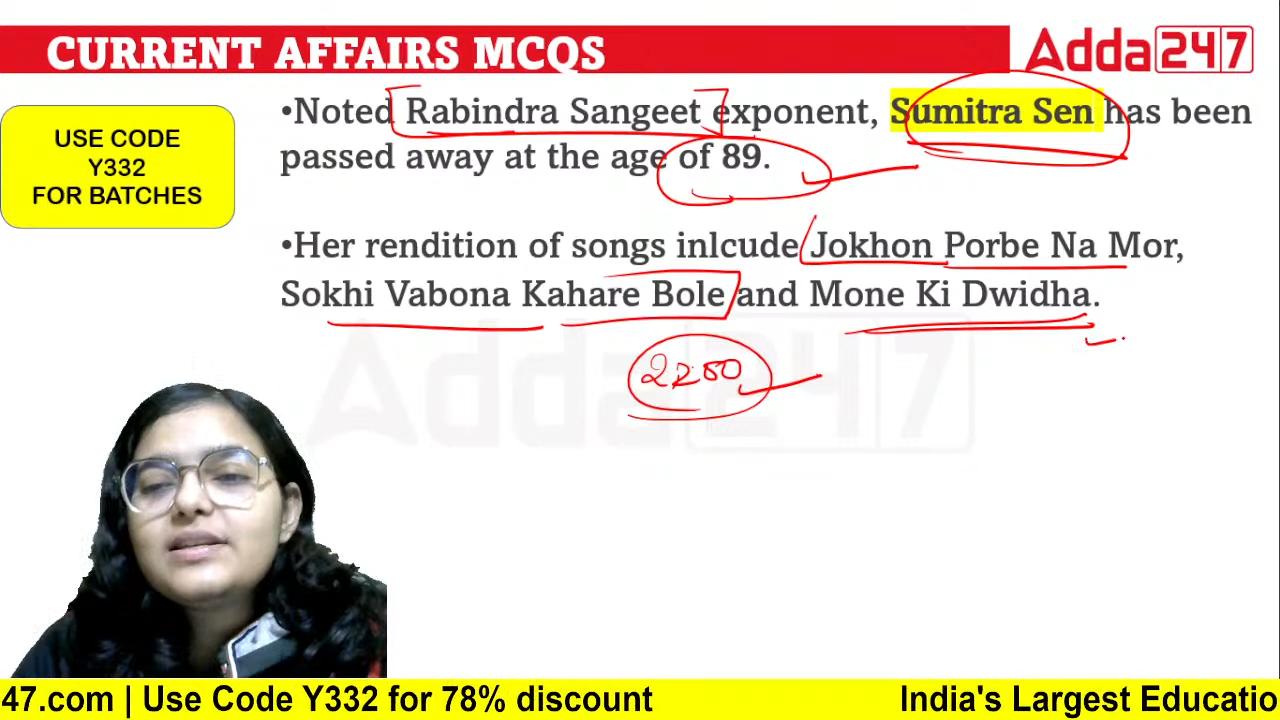 CURRENT AFFAIRS MCQS
Adda247
USE CODE
Y332
FOR BATCHES
•Noted Rabindra Sangeet exponent, Sumitra Sen has been
passed away at the age of 89.
•Her rendition of songs inlcude Jokhon Porbe Na Mor,
Sokhi Vabona Kahare Bole and Mone Ki Dwidha.
Adda247
47.com | Use Code Y332 for 78% discount
India's Largest Educatio